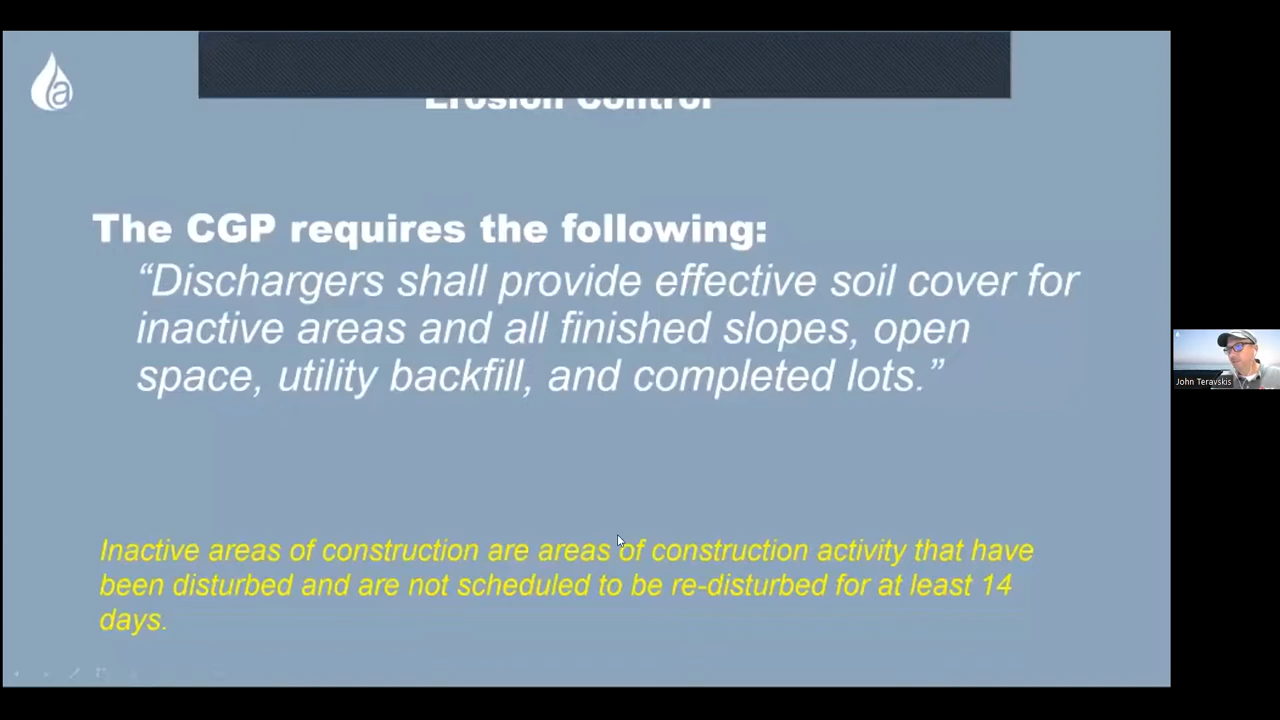 Erosion Control
The CGP requires the following:
“Dischargers shall provide effective soil cover for
inactive areas and all finished slopes, open
space, utility backfill, and completed lots.”
John Teravskis
Inactive areas of construction are areas of construction activity that have
been disturbed and are not scheduled to be re-disturbed for at least 14
days.